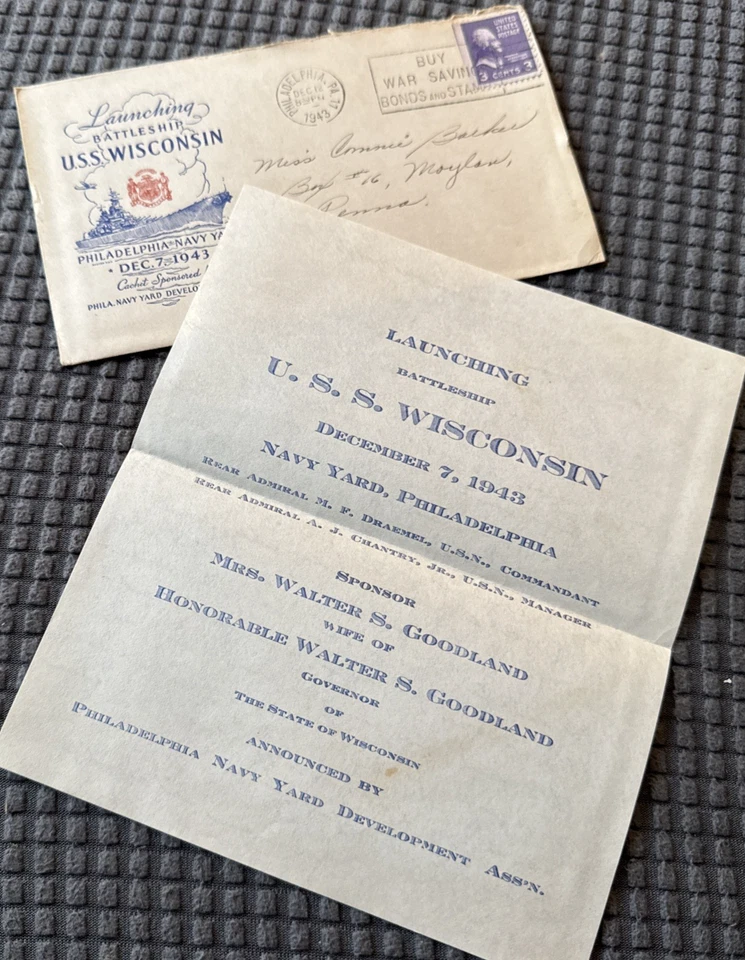 Launching
BATTLESHIP
U.S.S. WISCONSIN
PHILADELPHIA NAVY YA
DEC. 7. 1943
Cachet Sponsored
PHILA. NAVY YARD DEVELO
PHILADELPHIA, PA. 17
DEC 12
1943
BUY
WAR SAVIN
BONDS AND STAM
UNITED
STATES
POSTAGE
3 CENTS 3
Miss Connie Barker
Box #16, Moylan,
Penna.
LAUNCHING
BATTLESHIP
U. S. S. WISCONSIN
DECEMBER 7, 1943
NAVY YARD, PHILADELPHIA
REAR ADMIRAL M. F. DRAEMEL, U.S.N., COMMANDANT
REAR ADMIRAL A. J. CHANTRY, JR., U.S.N., MANAGER
SPONSOR
MRS. WALTER S. GOODLAND
WIFE OF
HONORABLE WALTER S. GOODLAND
GOVERNOR
OF
THE STATE OF WISCONSIN
ANNOUNCED BY
PHILADELPHIA NAVY YARD DEVELOPMENT ASS'N.